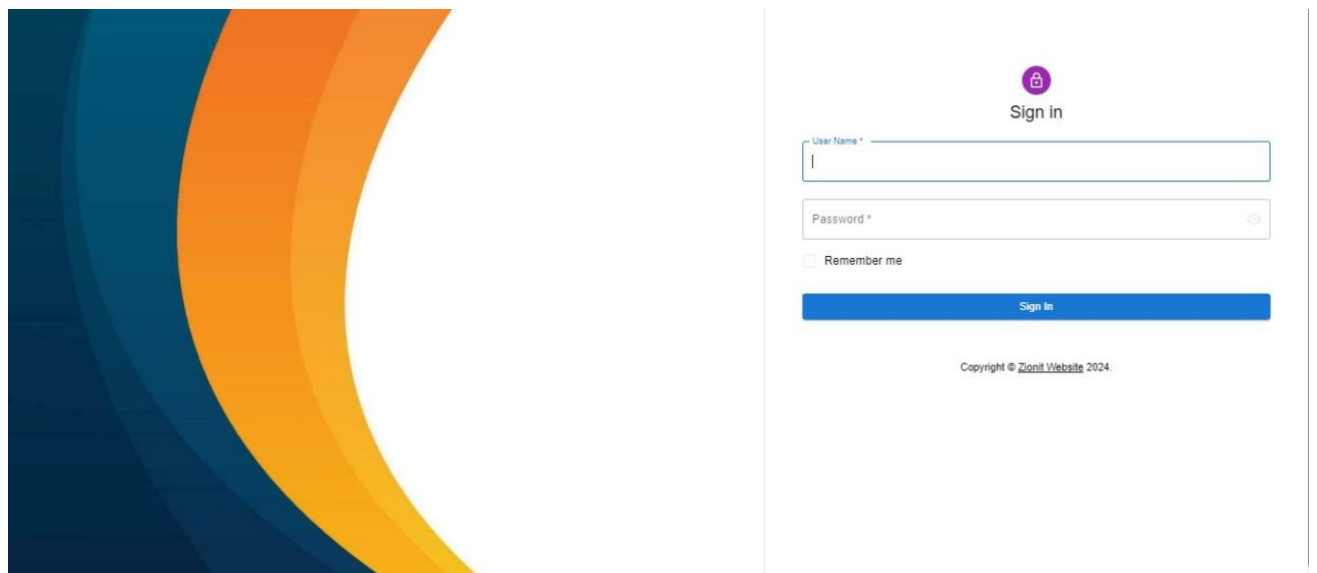 Sign in
User Name *
Password *
Remember me
Sign In
Copyright © Zionit Website 2024.